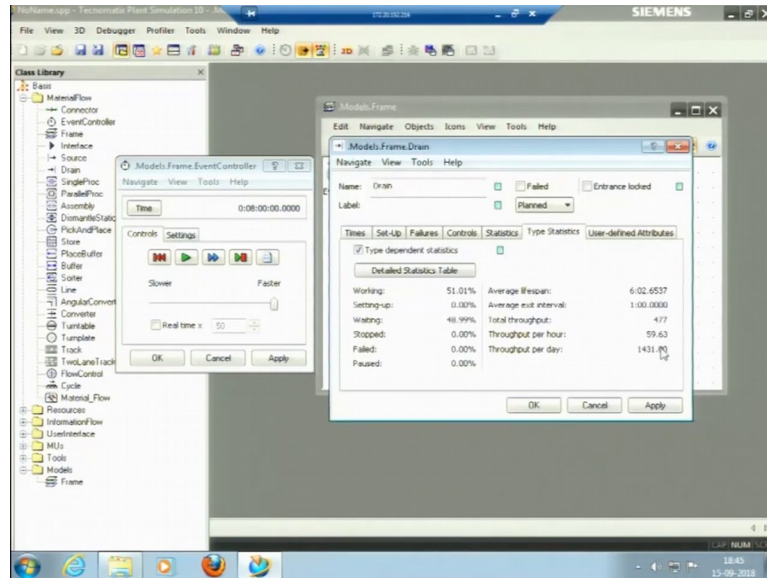 NoName.spp - Tecnomatix Plant Simulation 10 -
172.20.192.216
SIEMENS
File View 3D Debugger Profiler Tools Window Help
Class Library
Basis
MaterialFlow
Connector
EventController
Frame
Interface
Source
Drain
SingleProc
ParallelProc
Assembly
DismantleStatic
PickAndPlace
Store
PlaceBuffer
Buffer
Sorter
Line
AngularConvert
Converter
Turntable
Turnplate
Track
TwoLaneTrack
FlowControl
Cycle
Material_Flow
Resources
InformationFlow
UserInterface
MUs
Tools
Models
Frame
.Models.Frame.EventController
Navigate View Tools Help
Time 0:08:00:00.0000
Controls Settings
Slower Faster
Real time x 50
OK Cancel Apply
.Models.Frame
Edit Navigate Objects Icons View Tools Help
.Models.Frame.Drain
Navigate View Tools Help
Name: Drain Failed Entrance locked
Label: Planned
Times Set-Up Failures Controls Statistics Type Statistics User-defined Attributes
Type dependent statistics
Detailed Statistics Table
Working: 51.01% Average lifespan: 6:02.6537
Setting-up: 0.00% Average exit interval: 1:00.0000
Waiting: 48.99% Total throughput: 477
Stopped: 0.00% Throughput per hour: 59.63
Failed: 0.00% Throughput per day: 1431.00
Paused: 0.00%
OK Cancel Apply
CAP NUM
18:45
15-09-2018